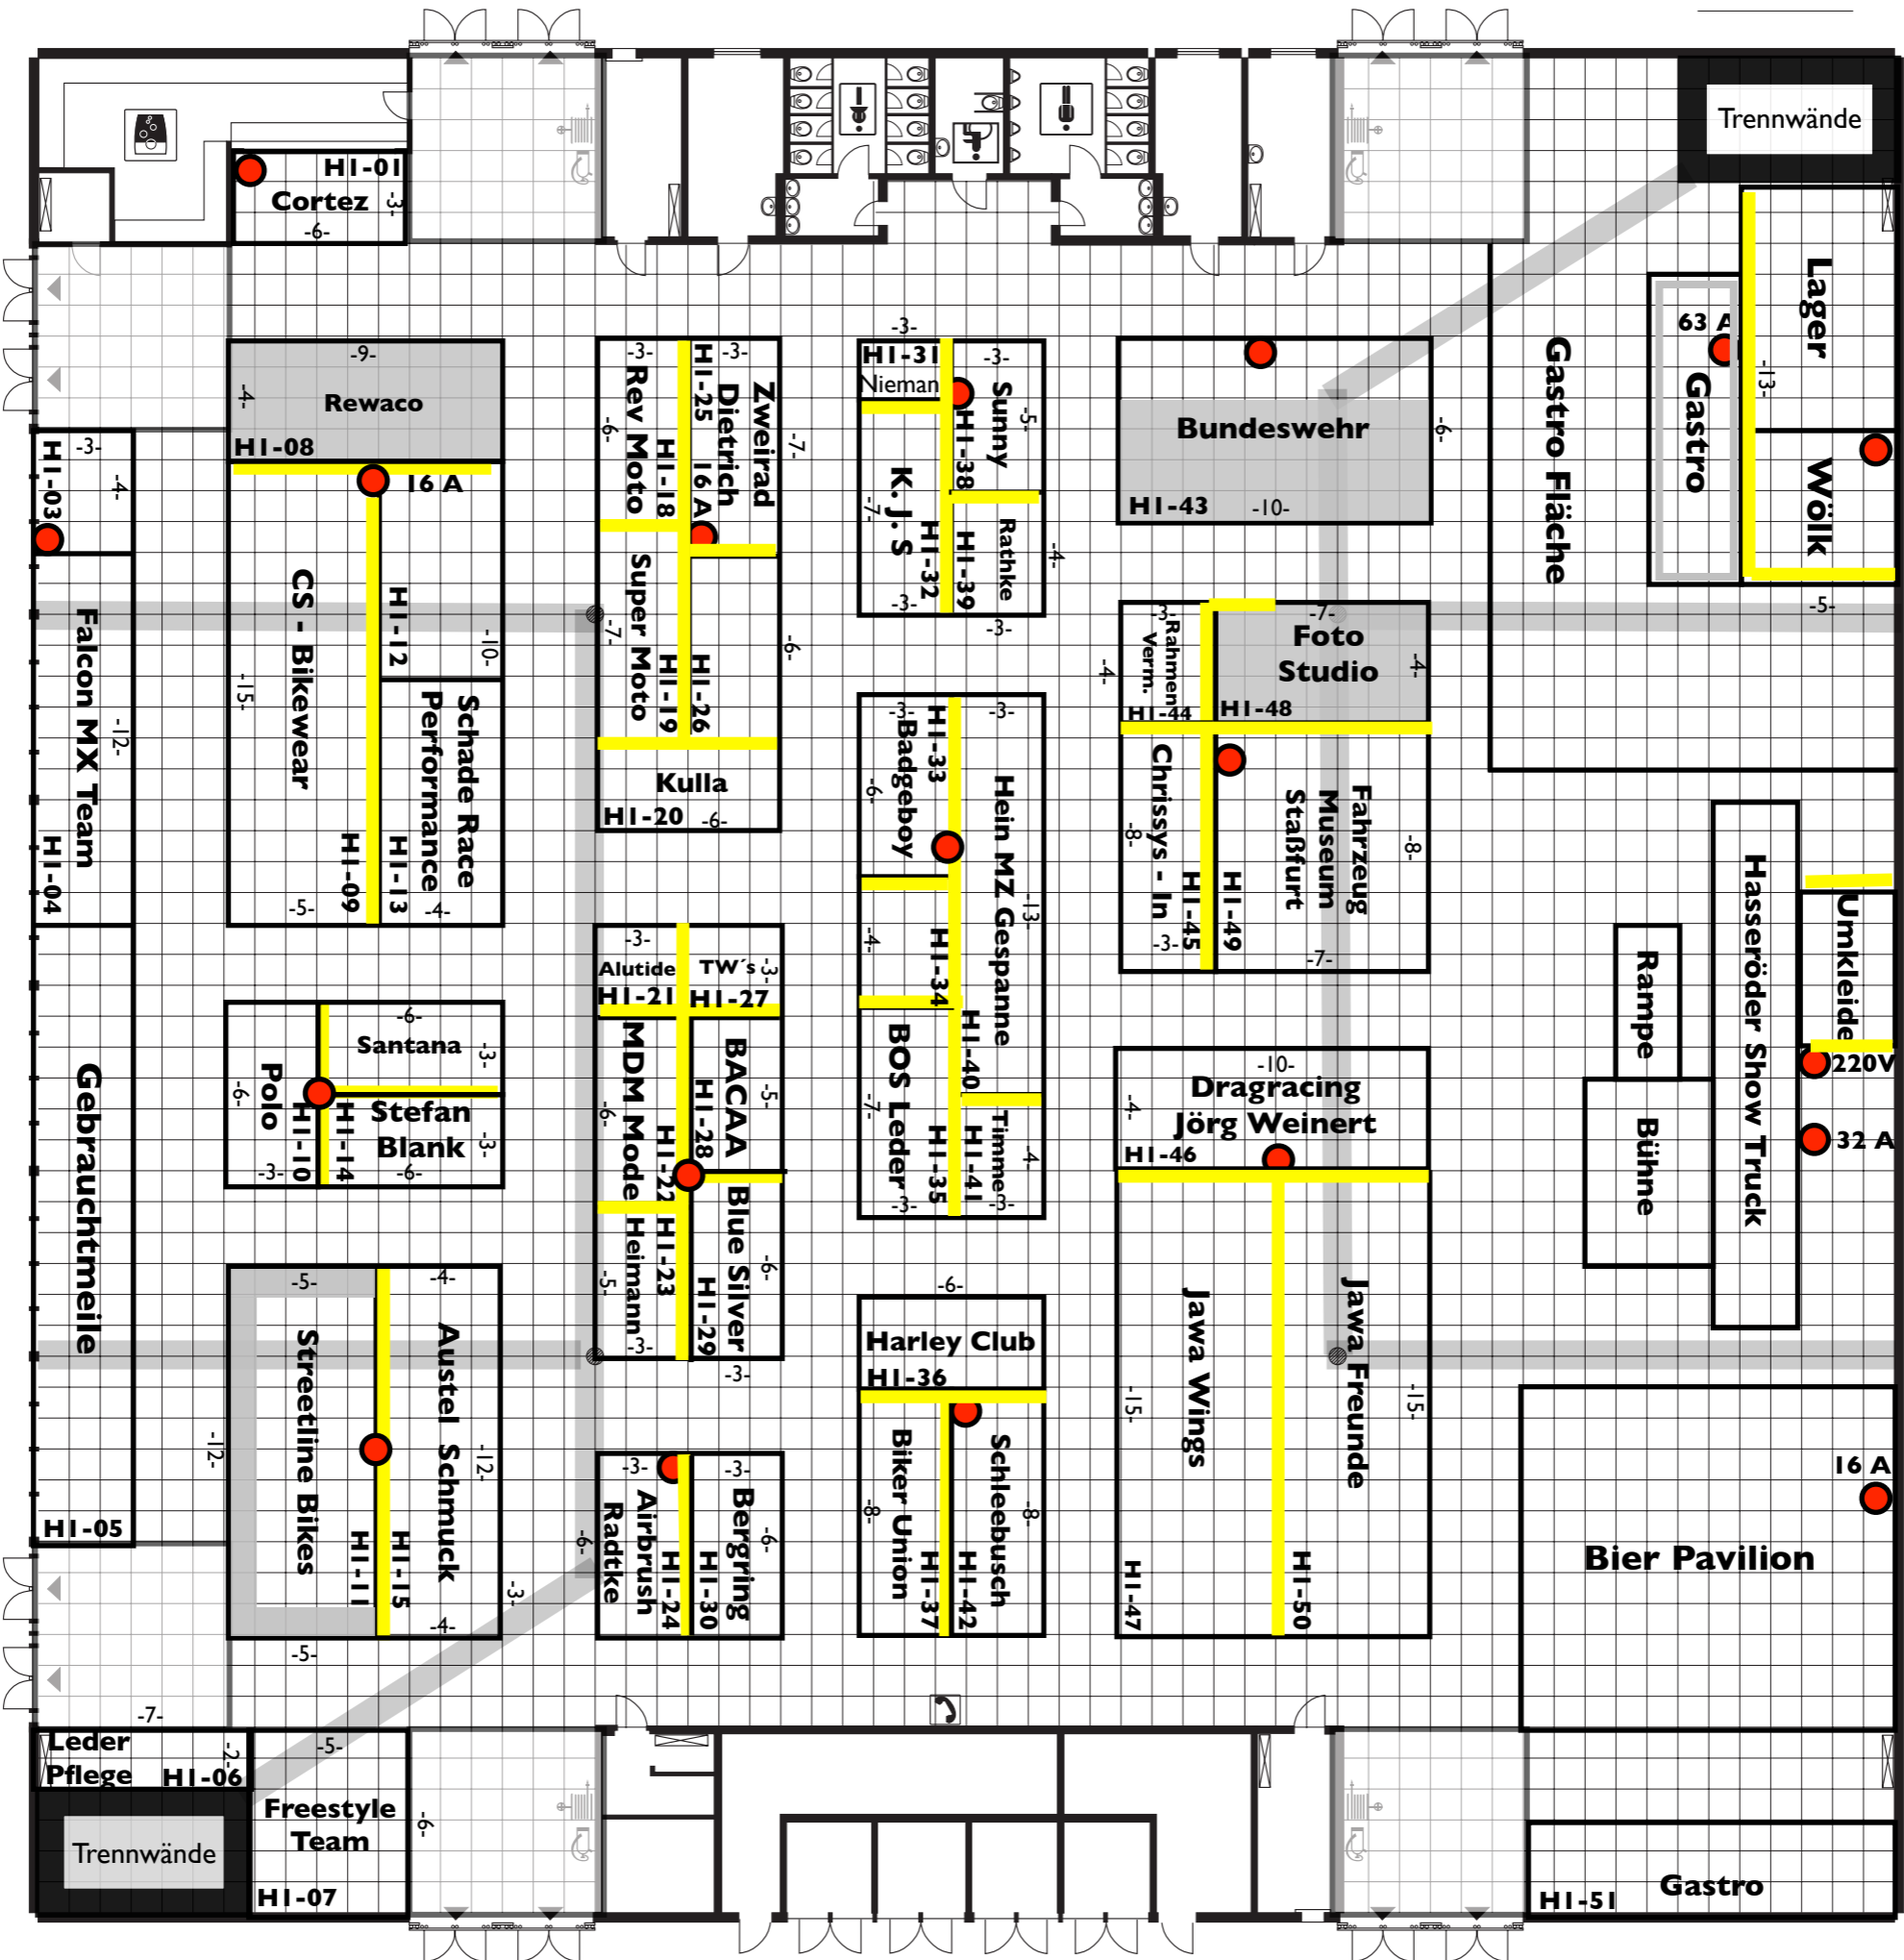 Trennwände
H1-01
Cortez
-3-
-6-
Lager
63 A
Gastro
-13-
Wölk
-5-
Gastro Fläche
-9-
-4-
Rewaco
H1-08
16 A
H1-03
-3-
-4-
Falcon MX Team
-12-
H1-04
CS - Bikewear
-15-
-5-
H1-09
H1-12
-10-
Schade Race
Performance
H1-13
-4-
-3-
Rev Moto
-6-
H1-18
H1-25
-3-
Zweirad
Dietrich
16 A
-7-
Super Moto
-7-
H1-19
H1-26
-6-
Kulla
H1-20
-6-
-3-
H1-31
Nieman
-3-
Sunny
-5-
H1-38
K. J. S
-7-
H1-32
-3-
H1-39
Rathke
-4-
-3-
Bundeswehr
-6-
H1-43
-10-
-3-
Rahmen
Verm.
-4-
H1-44
-7-
Foto
Studio
-4-
H1-48
Chrissys - In
-8-
-3-
H1-45
H1-49
Fahrzeug
Museum
Staßfurt
-8-
-7-
-3-
Badgeboy
H1-33
-6-
-3-
Hein MZ Gespanne
-13-
-4-
H1-34
H1-40
BOS Leder
-7-
H1-35
-3-
H1-41
Timme
-4-
-3-
Gebrauchtmeile
H1-05
Polo
-6-
-3-
H1-10
-6-
Santana
-3-
H1-14
Stefan
Blank
-3-
-6-
-3-
Alutide
H1-21
TW´s
-3-
H1-27
MDM Mode
-6-
H1-22
BACAA
H1-28
-5-
Heimann
-5-
H1-23
-3-
Blue Silver
H1-29
-6-
-3-
-10-
Dragracing
Jörg Weinert
-4-
H1-46
Rampe
Bühne
Hasseröder Show Truck
Umkleide
220V
32 A
-5-
Streetline Bikes
-12-
H1-11
-5-
-4-
Austel Schmuck
-12-
H1-15
-4-
-3-
-6-
-3-
Airbrush
Radtke
H1-24
-3-
Bergring
H1-30
-6-
-6-
Harley Club
H1-36
Biker Union
-8-
H1-37
Schleebusch
-8-
H1-42
Jawa Wings
-15-
H1-47
Jawa Freunde
-15-
H1-50
16 A
Bier Pavilion
-7-
Leder
Pflege
-2-
H1-06
Trennwände
-5-
Freestyle
Team
-6-
H1-07
Gastro
H1-51